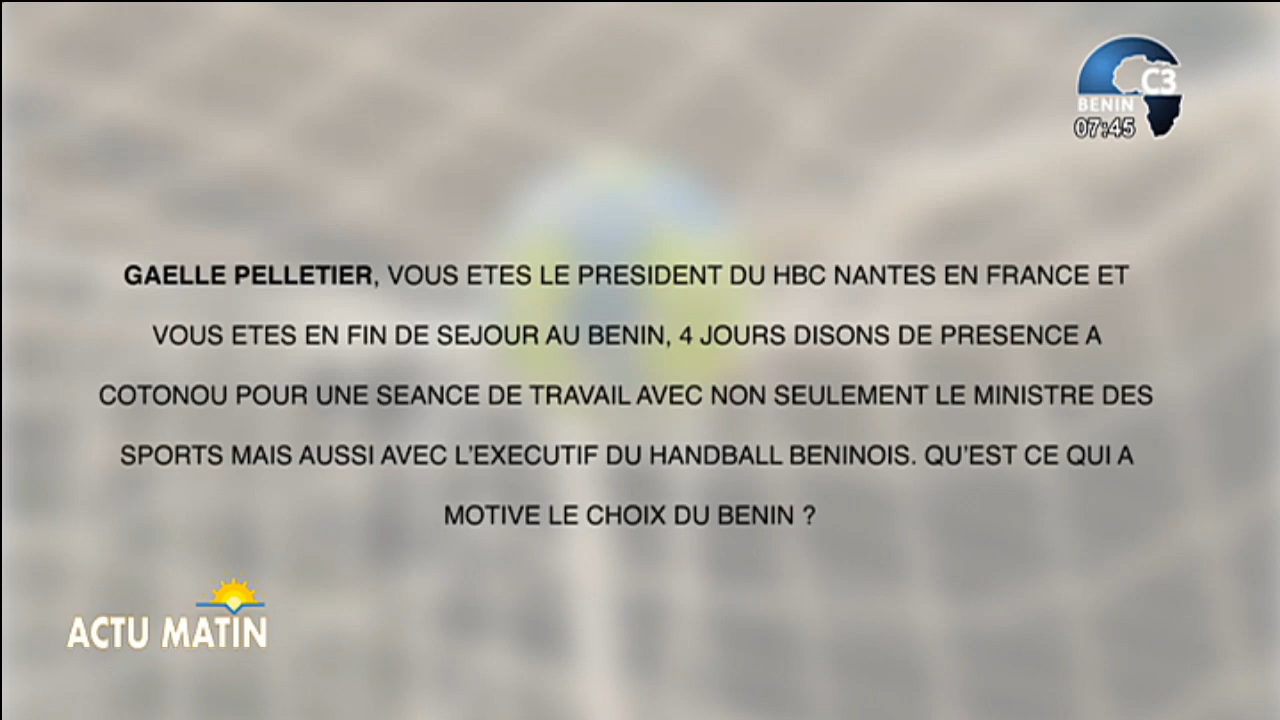 C3
BENIN
07:45
GAELLE PELLETIER, VOUS ETES LE PRESIDENT DU HBC NANTES EN FRANCE ET
VOUS ETES EN FIN DE SEJOUR AU BENIN, 4 JOURS DISONS DE PRESENCE A
COTONOU POUR UNE SEANCE DE TRAVAIL AVEC NON SEULEMENT LE MINISTRE DES
SPORTS MAIS AUSSI AVEC L'EXECUTIF DU HANDBALL BENINOIS. QU'EST CE QUI A
MOTIVE LE CHOIX DU BENIN ?
ACTU MATIN